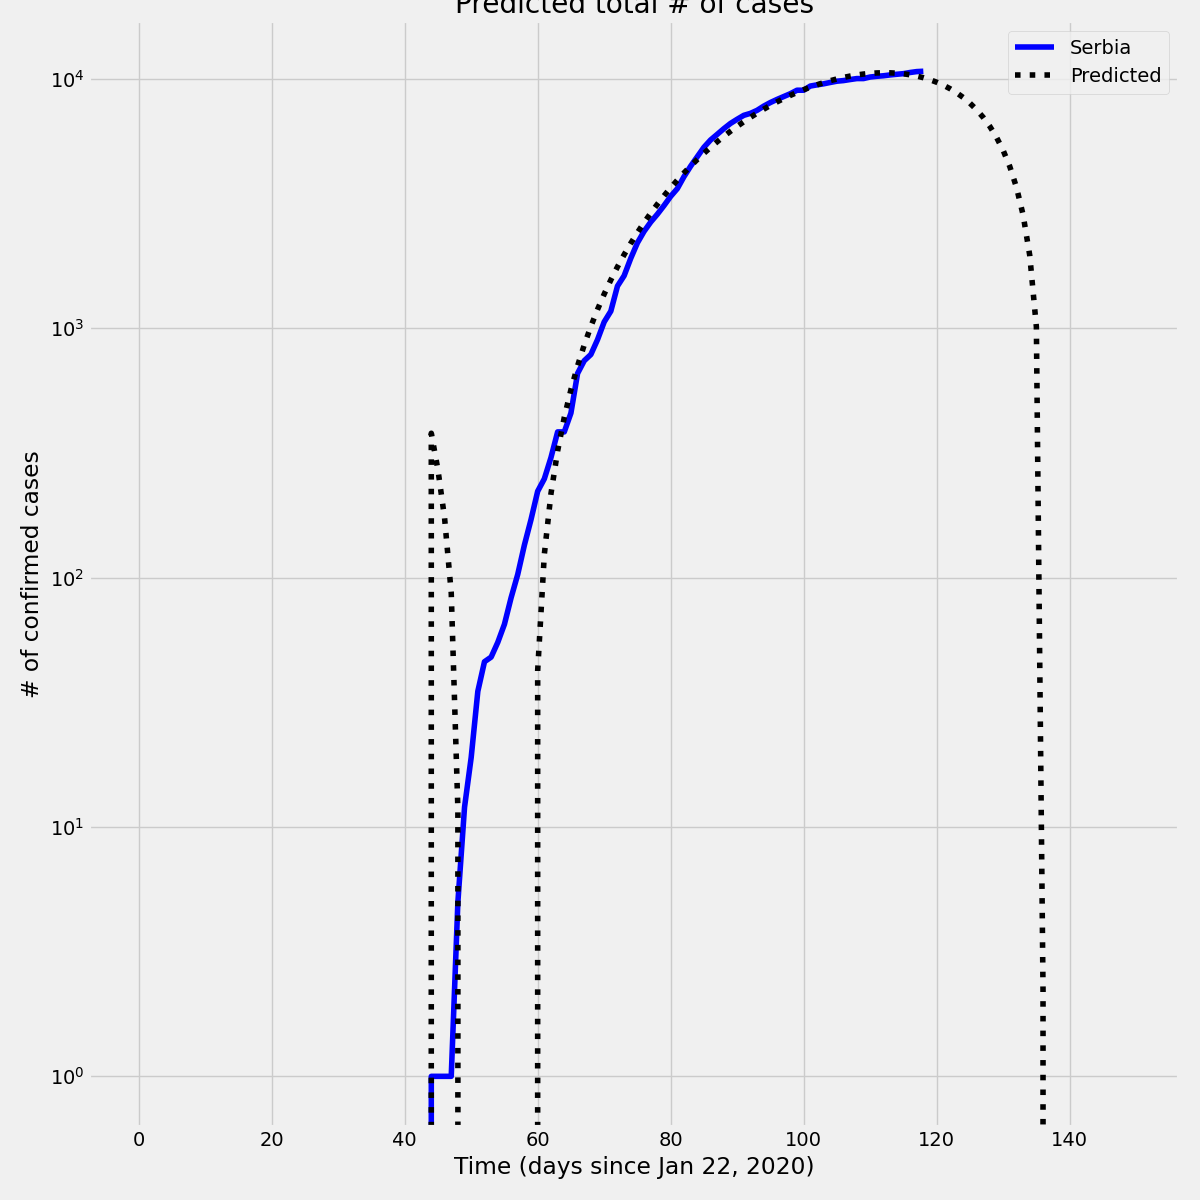 Predicted total # of cases
Serbia
Predicted
# of confirmed cases
10⁴
10³
10²
10¹
10⁰
0 20 40 60 80 100 120 140
Time (days since Jan 22, 2020)